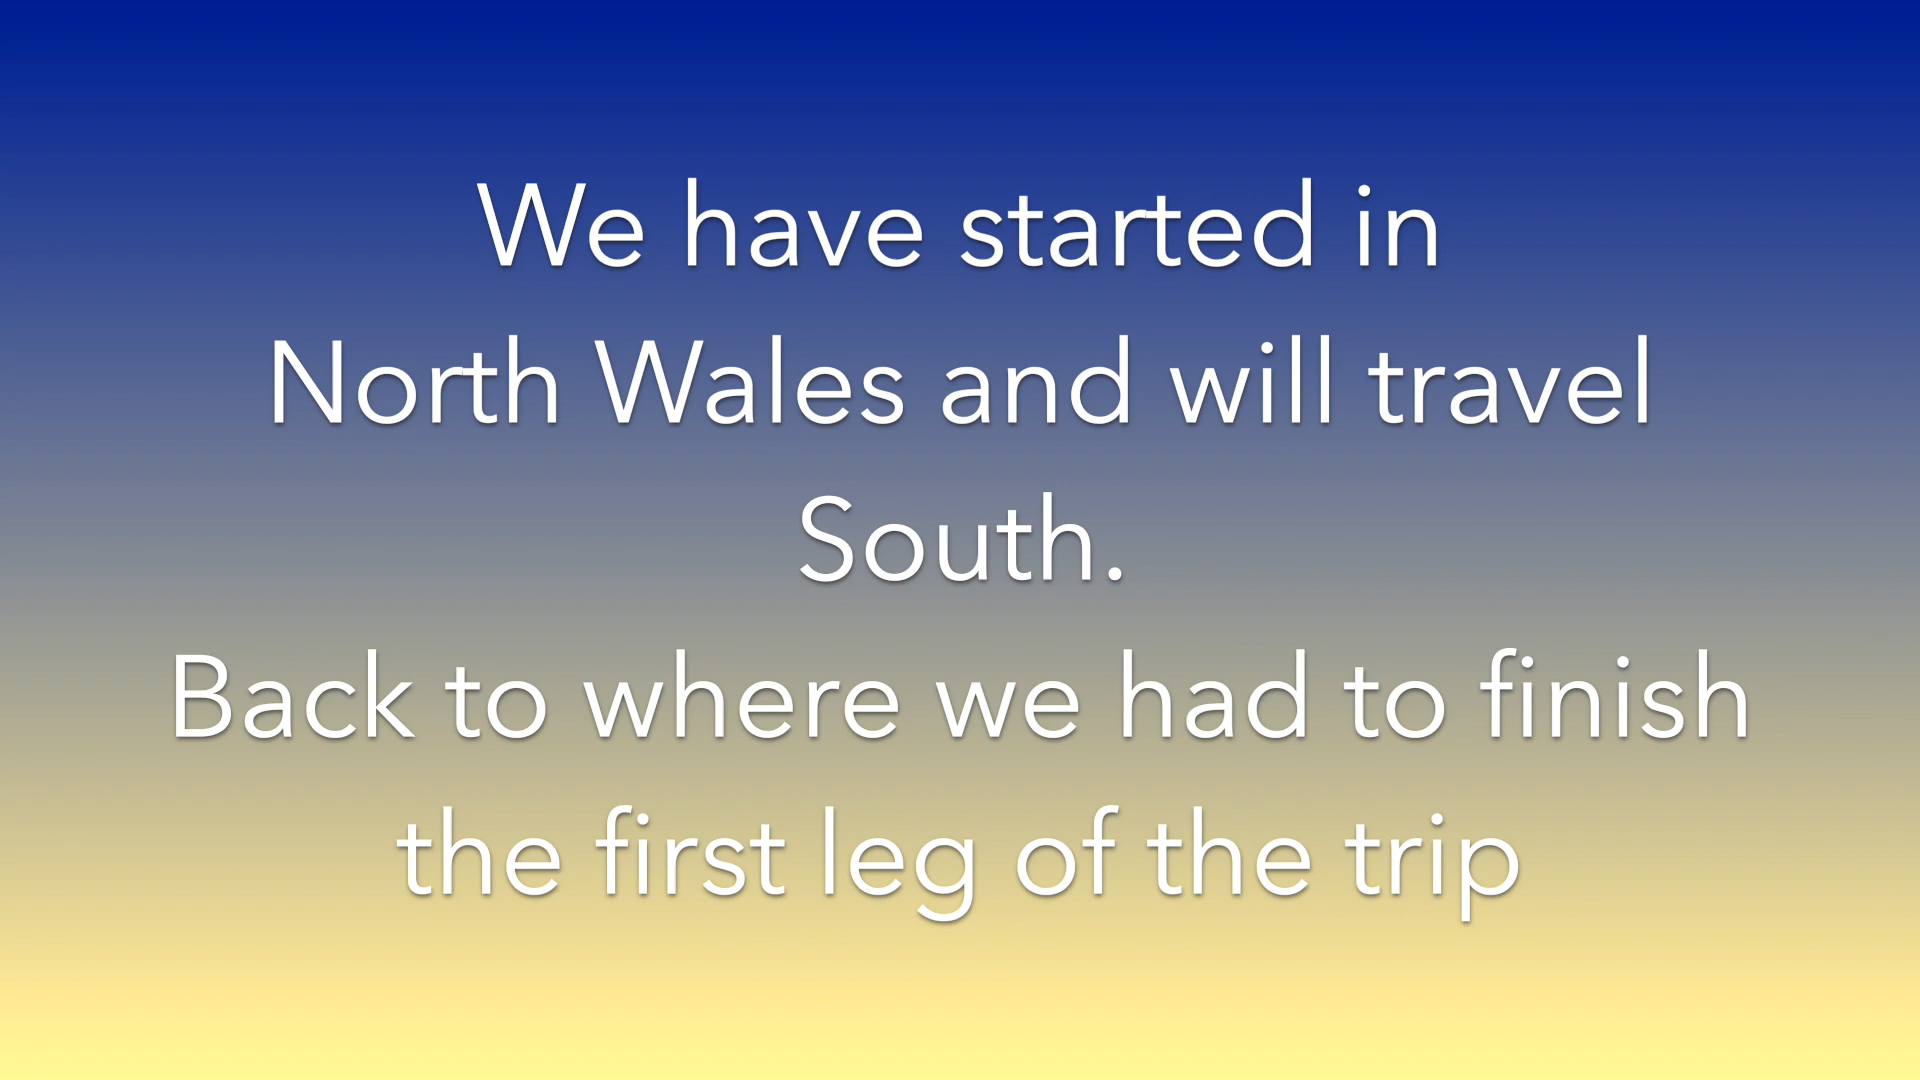 We have started in
North Wales and will travel
South.
Back to where we had to finish
the first leg of the trip